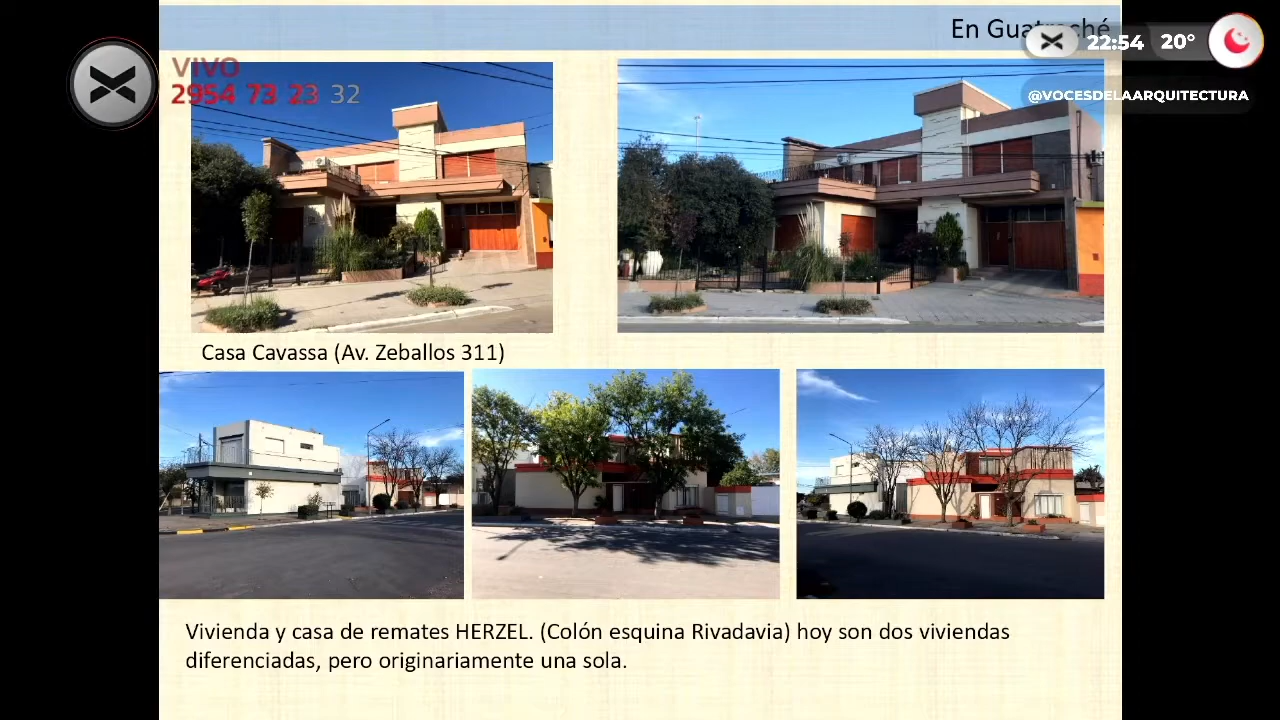 En Guatraché
22:54 20°
VIVO
2954 73 23 32
@VOCESDELAARQUITECTURA
Casa Cavassa (Av. Zeballos 311)
Vivienda y casa de remates HERZEL. (Colón esquina Rivadavia) hoy son dos viviendas
diferenciadas, pero originariamente una sola.